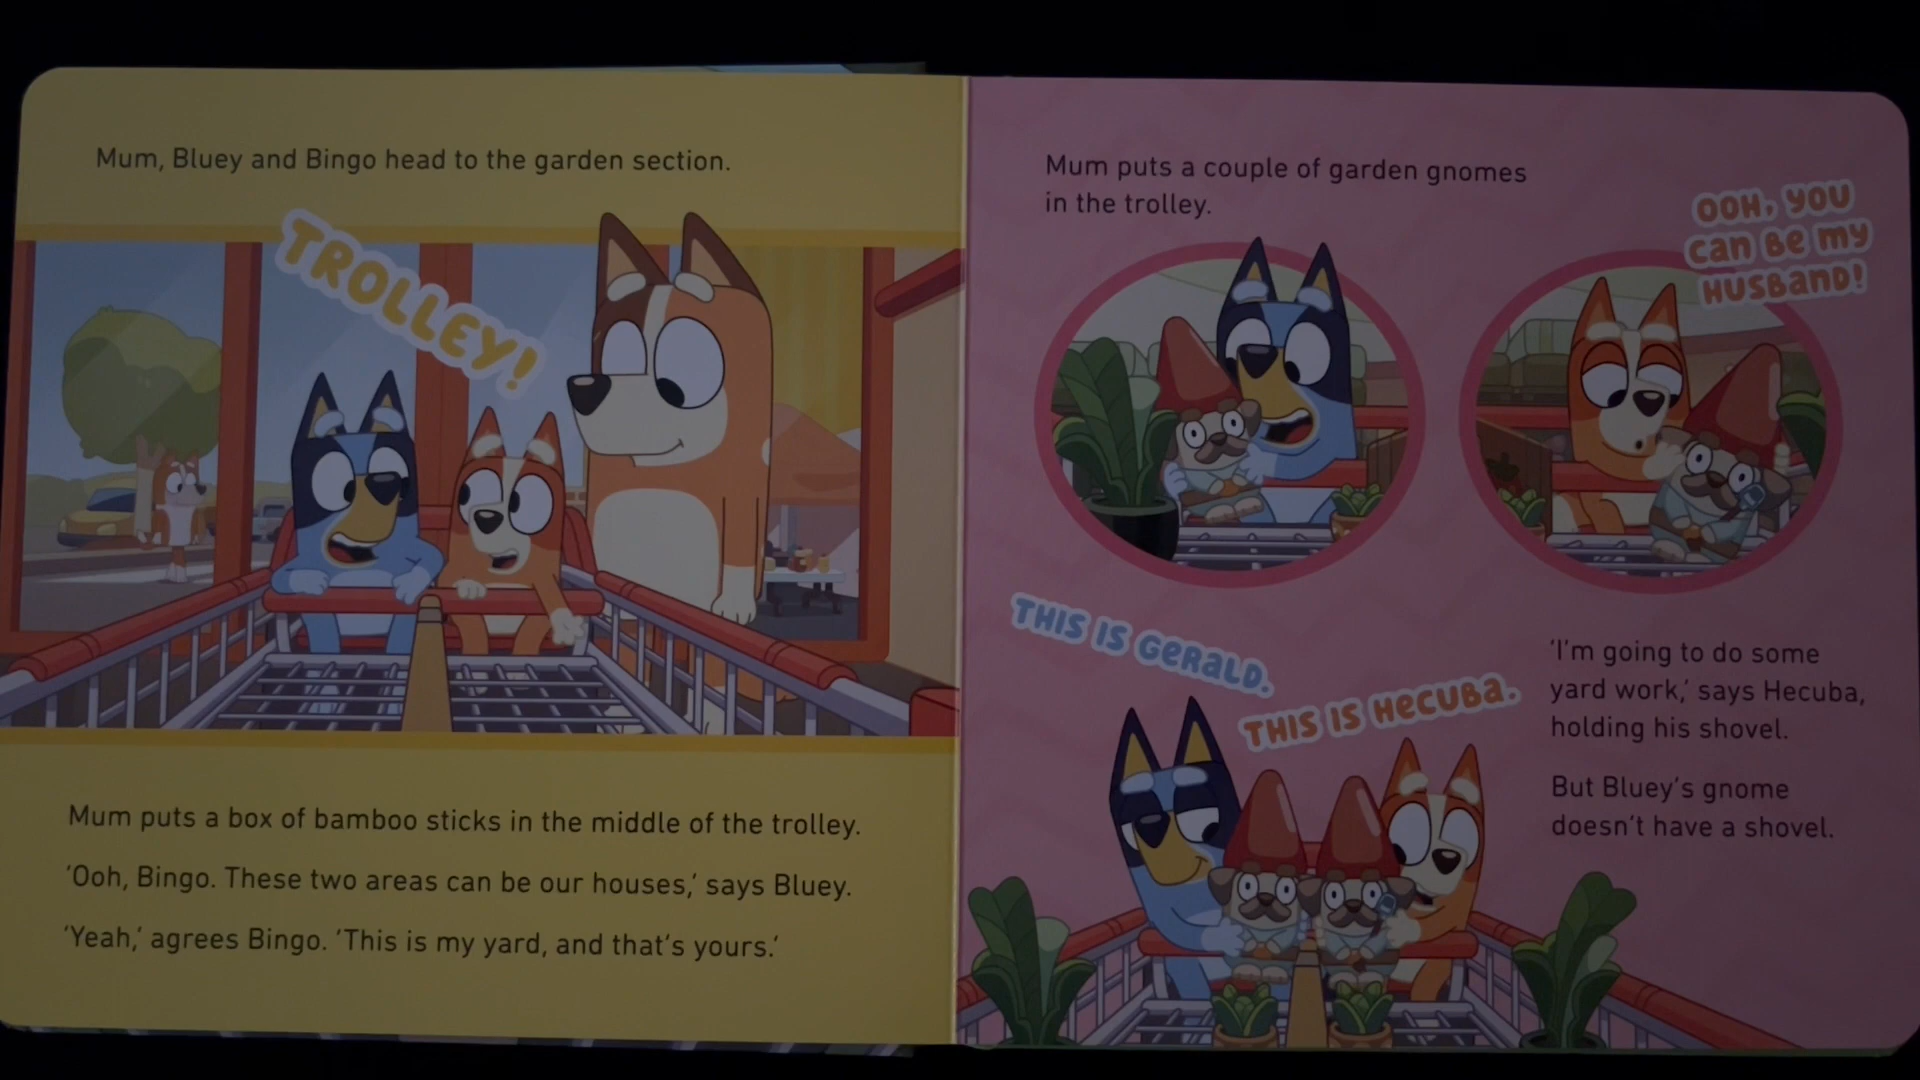 Mum, Bluey and Bingo head to the garden section.
TROLLEY!
Mum puts a box of bamboo sticks in the middle of the trolley.
‘Ooh, Bingo. These two areas can be our houses,’ says Bluey.
‘Yeah,’ agrees Bingo. ‘This is my yard, and that’s yours.’
Mum puts a couple of garden gnomes
in the trolley.
OOH, YOU
CAN BE MY
HUSBAND!
THIS IS GERALD.
THIS IS HECUBA.
‘I’m going to do some
yard work,’ says Hecuba,
holding his shovel.
But Bluey’s gnome
doesn’t have a shovel.